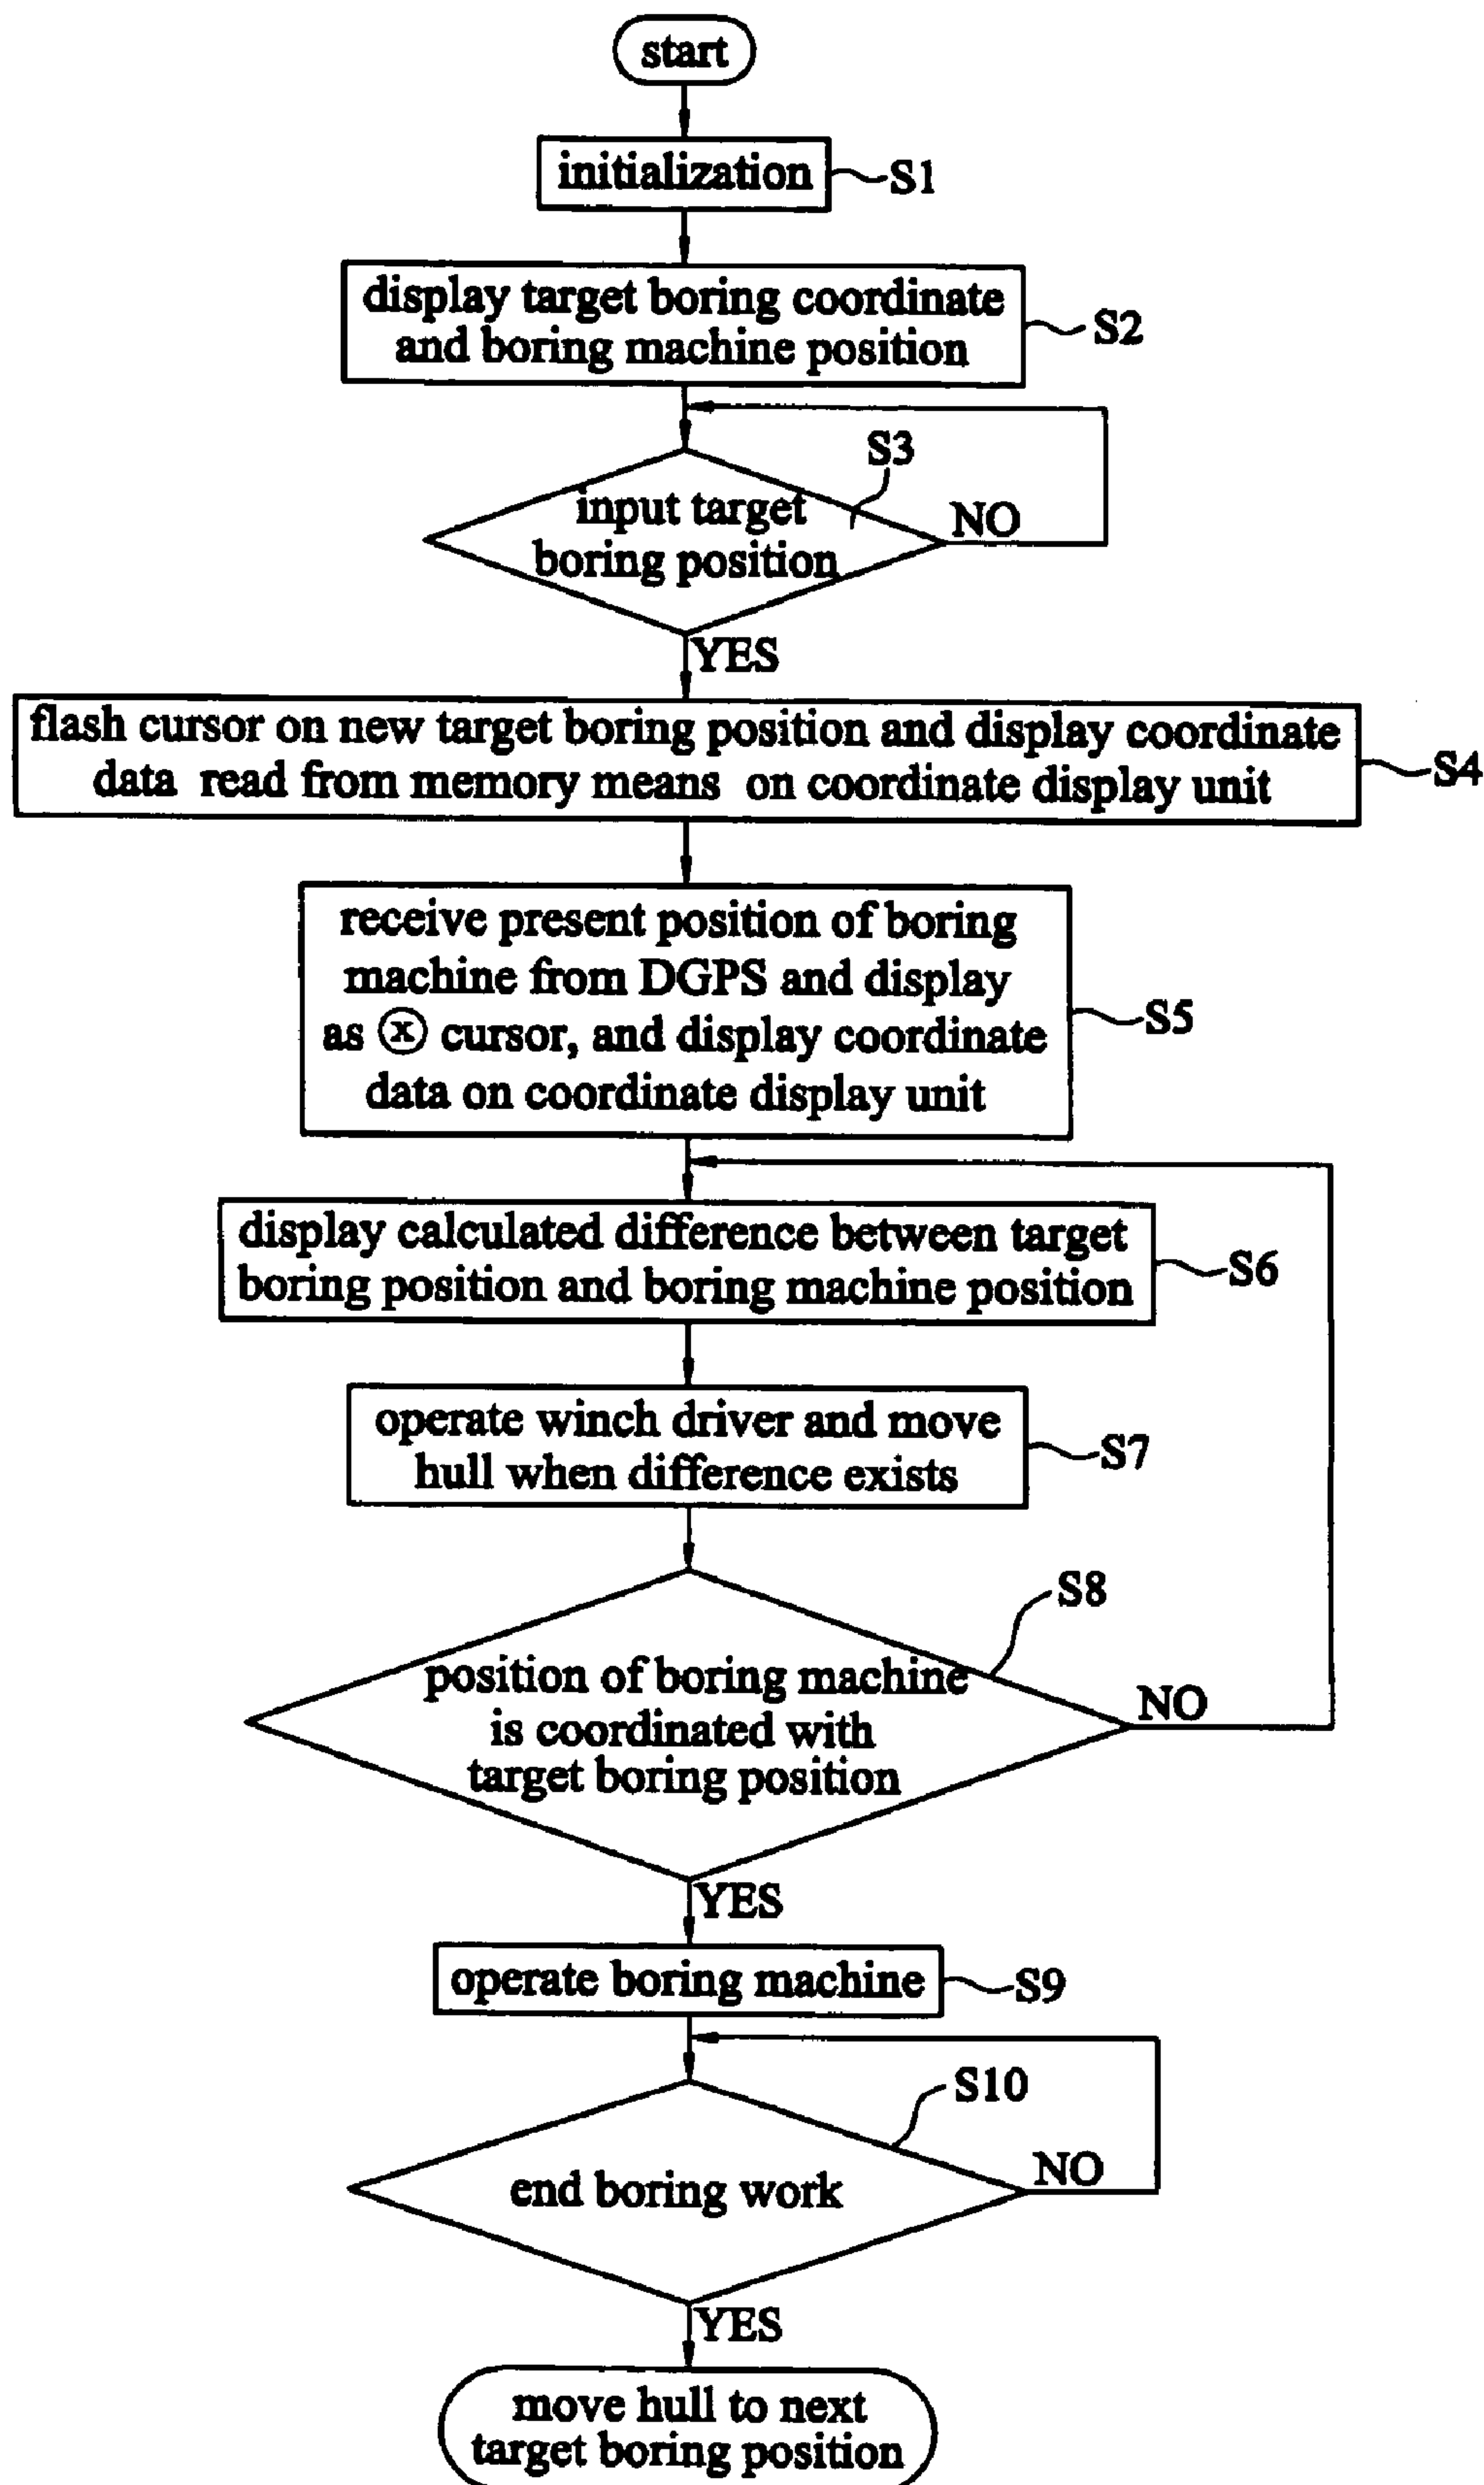 start
initialization
S1
display target boring coordinate
and boring machine position
S2
S3
input target
boring position
NO
YES
flash cursor on new target boring position and display coordinate
data read from memory means on coordinate display unit
S4
receive present position of boring
machine from DGPS and display
as ⓧ cursor, and display coordinate
data on coordinate display unit
S5
display calculated difference between target
boring position and boring machine position
S6
operate winch driver and move
hull when difference exists
S7
S8
position of boring machine
is coordinated with
target boring position
NO
YES
operate boring machine
S9
S10
end boring work
NO
YES
move hull to next
target boring position